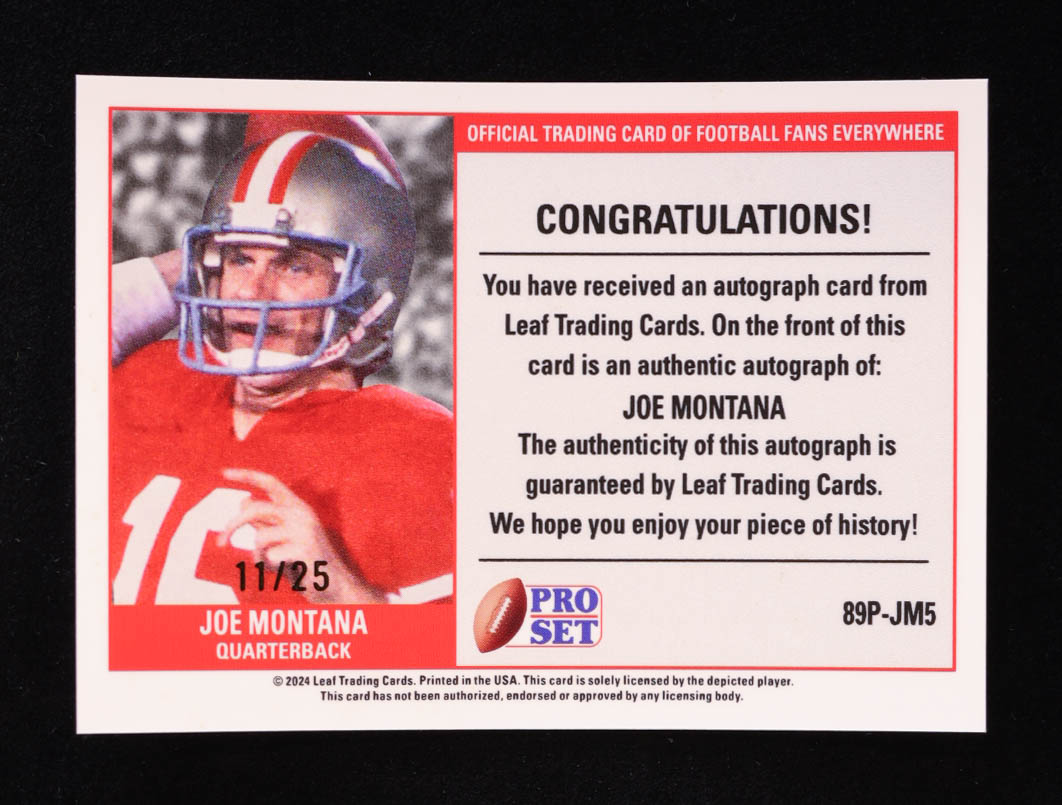 OFFICIAL TRADING CARD OF FOOTBALL FANS EVERYWHERE
CONGRATULATIONS!
You have received an autograph card from
Leaf Trading Cards. On the front of this
card is an authentic autograph of:
JOE MONTANA
The authenticity of this autograph is
guaranteed by Leaf Trading Cards.
We hope you enjoy your piece of history!
16
11/25
JOE MONTANA
QUARTERBACK
PRO
SET
89P-JM5
© 2024 Leaf Trading Cards. Printed in the USA. This card is solely licensed by the depicted player.
This card has not been authorized, endorsed or approved by any licensing body.